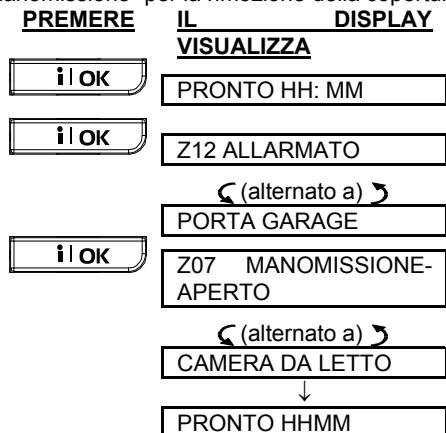 PREMERE IL DISPLAY
VISUALIZZA
i OK
PRONTO HH: MM
i OK
Z12 ALLARMATO
(alternato a)
PORTA GARAGE
i OK
Z07 MANOMISSIONE-
APERTO
(alternato a)
CAMERA DA LETTO
↓
PRONTO HHMM